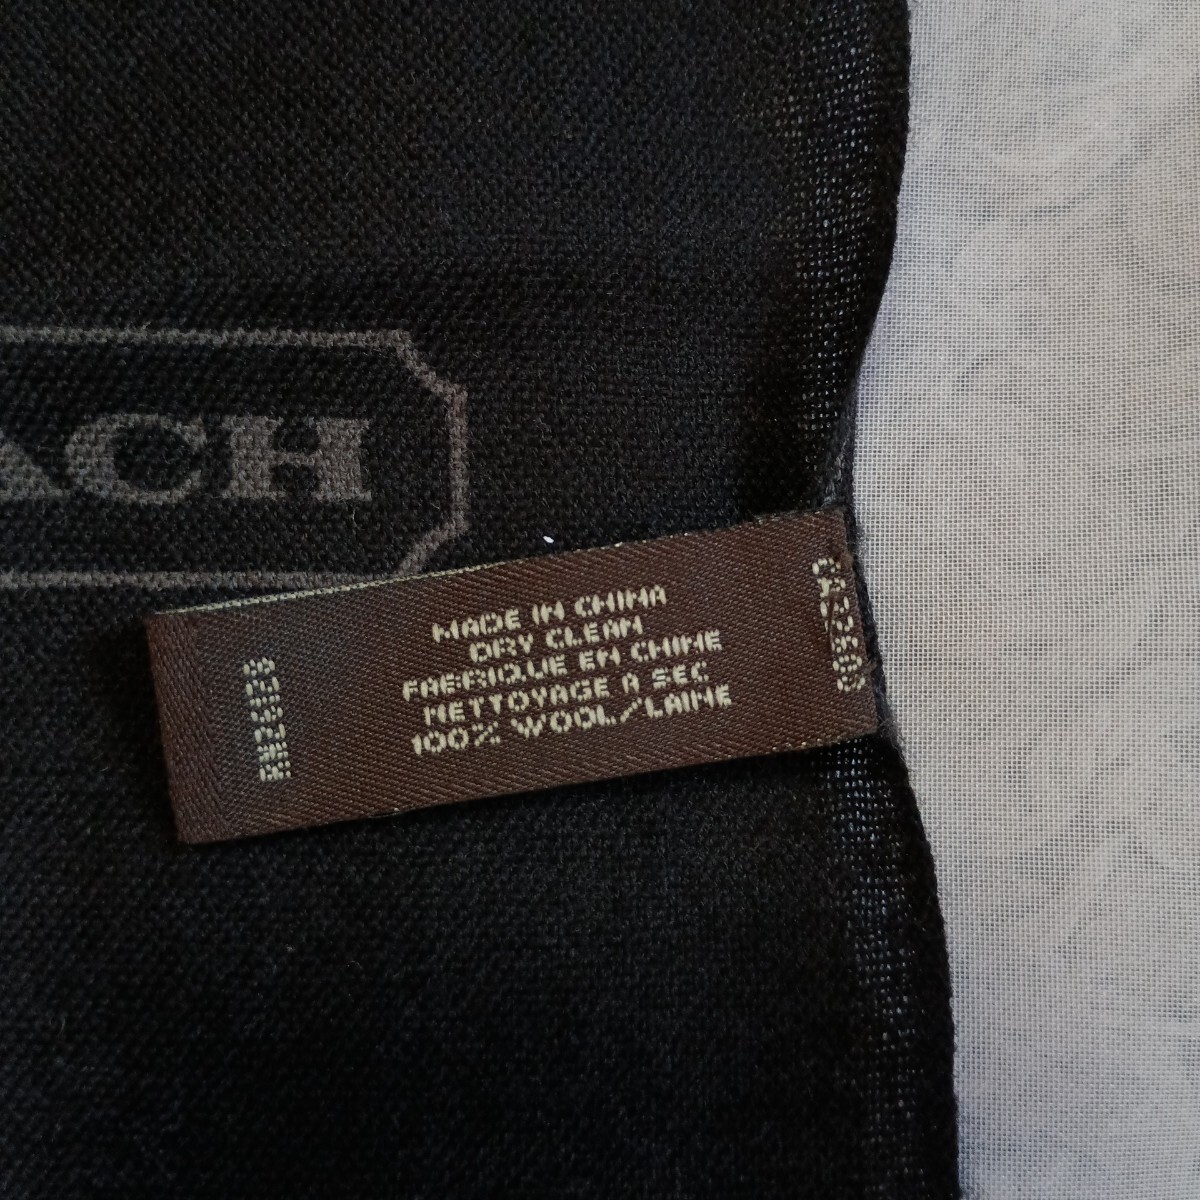 ACH
MADE IN CHINA
DRY CLEAN
FABRIQUE EN CHINE
NETTOYAGE A SEC
100% WOOL/LAINE